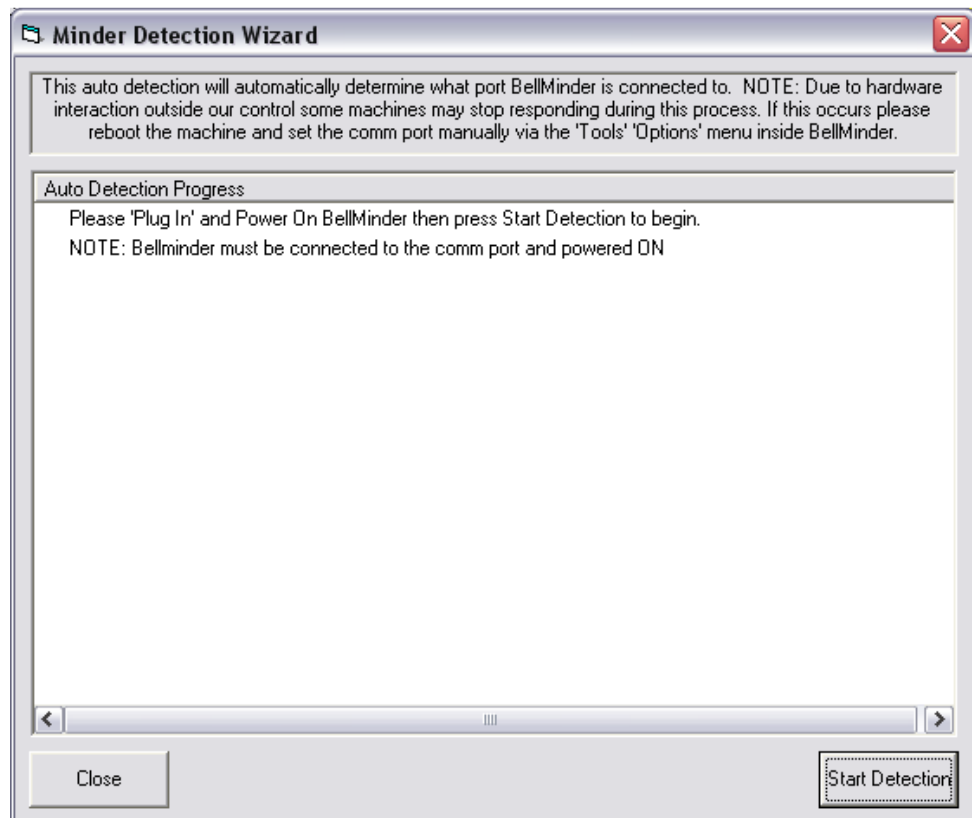 Minder Detection Wizard
This auto detection will automatically determine what port BellMinder is connected to.  NOTE: Due to hardware
interaction outside our control some machines may stop responding during this process. If this occurs please
reboot the machine and set the comm port manually via the 'Tools' 'Options' menu inside BellMinder.
Auto Detection Progress
Please 'Plug In' and Power On BellMinder then press Start Detection to begin.
NOTE: Bellminder must be connected to the comm port and powered ON
Close
Start Detection